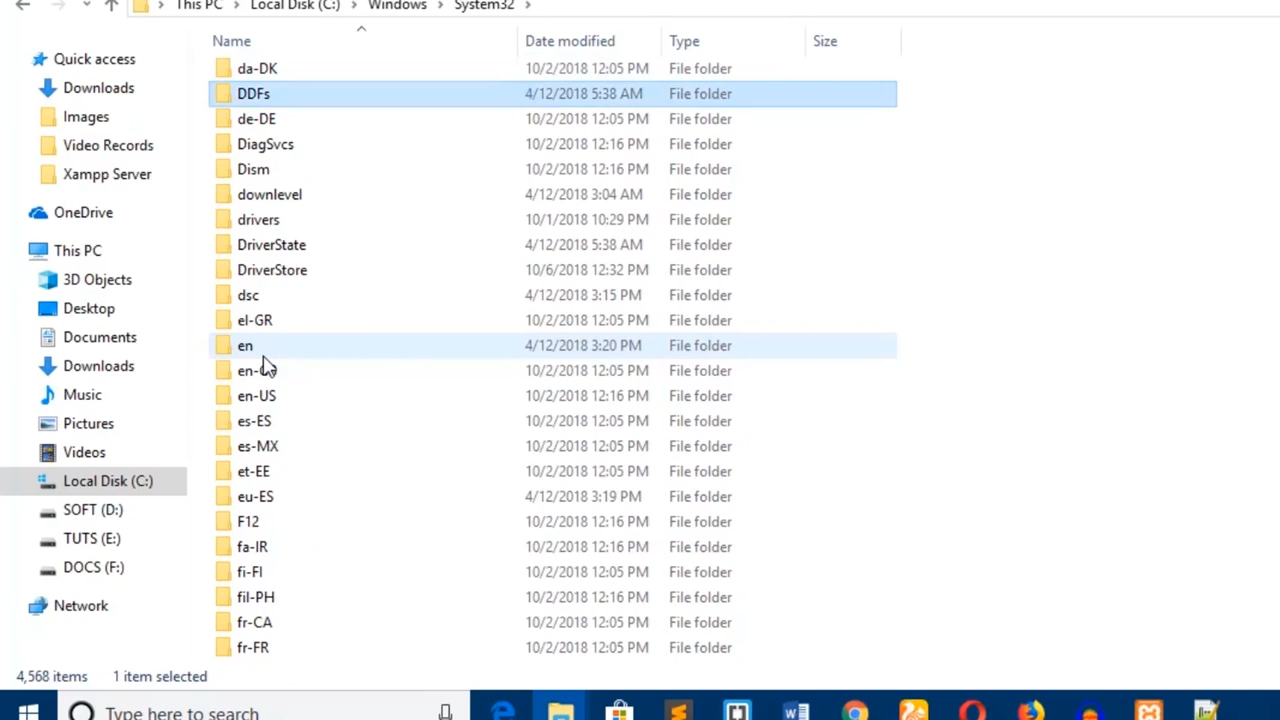 This PC Local Disk (C:) Windows System32
Name Date modified Type Size
Quick access
Downloads
Images
Video Records
Xampp Server
OneDrive
This PC
3D Objects
Desktop
Documents
Downloads
Music
Pictures
Videos
Local Disk (C:)
SOFT (D:)
TUTS (E:)
DOCS (F:)
Network
da-DK 10/2/2018 12:05 PM File folder
DDFs 4/12/2018 5:38 AM File folder
de-DE 10/2/2018 12:05 PM File folder
DiagSvcs 10/2/2018 12:16 PM File folder
Dism 10/2/2018 12:16 PM File folder
downlevel 4/12/2018 3:04 AM File folder
drivers 10/1/2018 10:29 PM File folder
DriverState 4/12/2018 5:38 AM File folder
DriverStore 10/6/2018 12:32 PM File folder
dsc 4/12/2018 3:15 PM File folder
el-GR 10/2/2018 12:05 PM File folder
en 4/12/2018 3:20 PM File folder
10/2/2018 12:05 PM File folder
en-US 10/2/2018 12:16 PM File folder
es-ES 10/2/2018 12:05 PM File folder
es-MX 10/2/2018 12:05 PM File folder
et-EE 10/2/2018 12:05 PM File folder
eu-ES 4/12/2018 3:19 PM File folder
F12 10/2/2018 12:16 PM File folder
fa-IR 10/2/2018 12:16 PM File folder
fi-FI 10/2/2018 12:05 PM File folder
fil-PH 10/2/2018 12:16 PM File folder
fr-CA 10/2/2018 12:05 PM File folder
fr-FR 10/2/2018 12:05 PM File folder
4,568 items 1 item selected
Type here to search